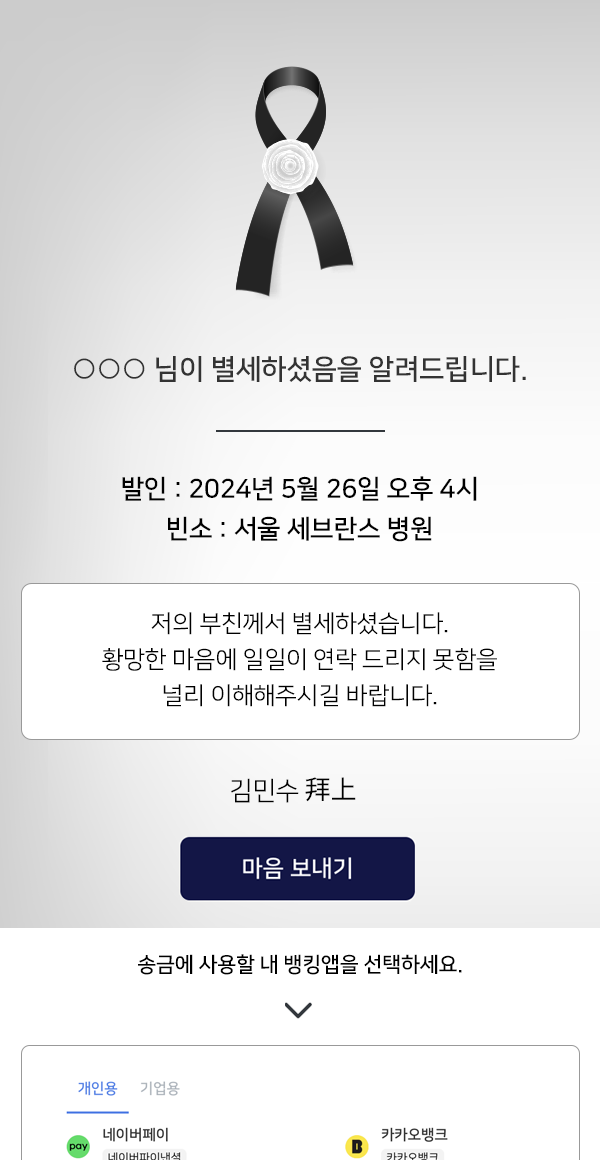 ○○○ 님이 별세하셨음을 알려드립니다.
발인 : 2024년 5월 26일 오후 4시
빈소 : 서울 세브란스 병원
저의 부친께서 별세하셨습니다.
황망한 마음에 일일이 연락 드리지 못함을
널리 이해해주시길 바랍니다.
김민수 拜上
마음 보내기
송금에 사용할 내 뱅킹앱을 선택하세요.
개인용 기업용
네이버페이 카카오뱅크
pay B
네이버파이낸셜 카카오뱅크